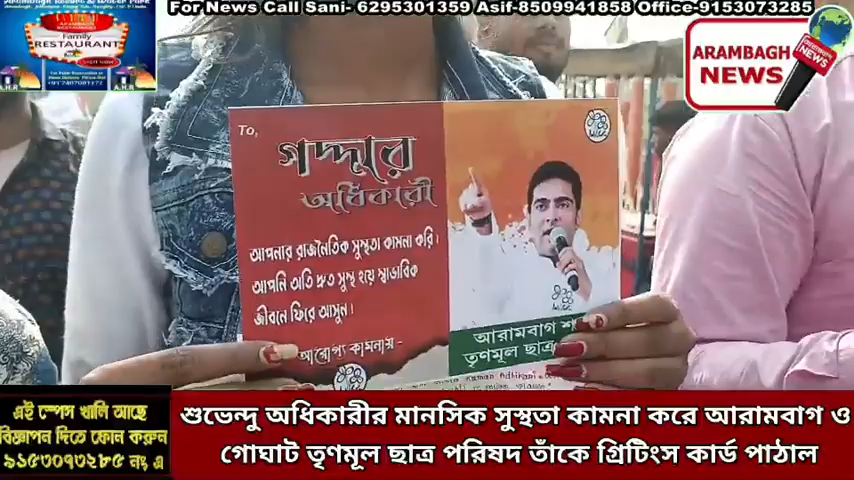 For News Call Sani- 6295301359 Asif-8509941858 Office-9153073285
RESTAURANT
ARAMBAGH
NEWS
To,
গদ্দার
অধিকারী
আপনার রাজনৈতিক সুস্থতা কামনা করি।
আপনি অতি দ্রুত সুস্থ হয়ে স্বাভাবিক
জীবনে ফিরে আসুন।
আরোগ্য কামনায় -
আরামবাগ
তৃণমূল ছাত্র
এই স্পেস খালি আছে
বিজ্ঞাপন দিতে ফোন করুন
৯১৫৩০৭৩২৮৫ নং এ
শুভেন্দু অধিকারীর মানসিক সুস্থতা কামনা করে আরামবাগ ও
গোঘাট তৃণমূল ছাত্র পরিষদ তাঁকে গ্রিটিংস কার্ড পাঠাল